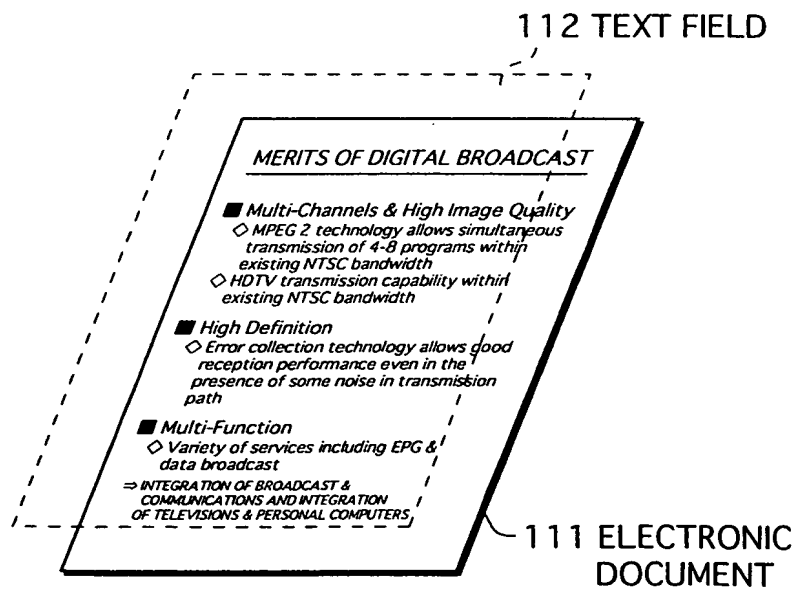 112 TEXT FIELD
MERITS OF DIGITAL BROADCAST
■ Multi-Channels & High Image Quality
◇ MPEG 2 technology allows simultaneous
transmission of 4-8 programs within
existing NTSC bandwidth
◇ HDTV transmission capability within
existing NTSC bandwidth
■ High Definition
◇ Error collection technology allows good
reception performance even in the
presence of some noise in transmission
path
■ Multi-Function
◇ Variety of services including EPG &
data broadcast
⇒ INTEGRATION OF BROADCAST &
COMMUNICATIONS AND INTEGRATION
OF TELEVISIONS & PERSONAL COMPUTERS
111 ELECTRONIC
DOCUMENT